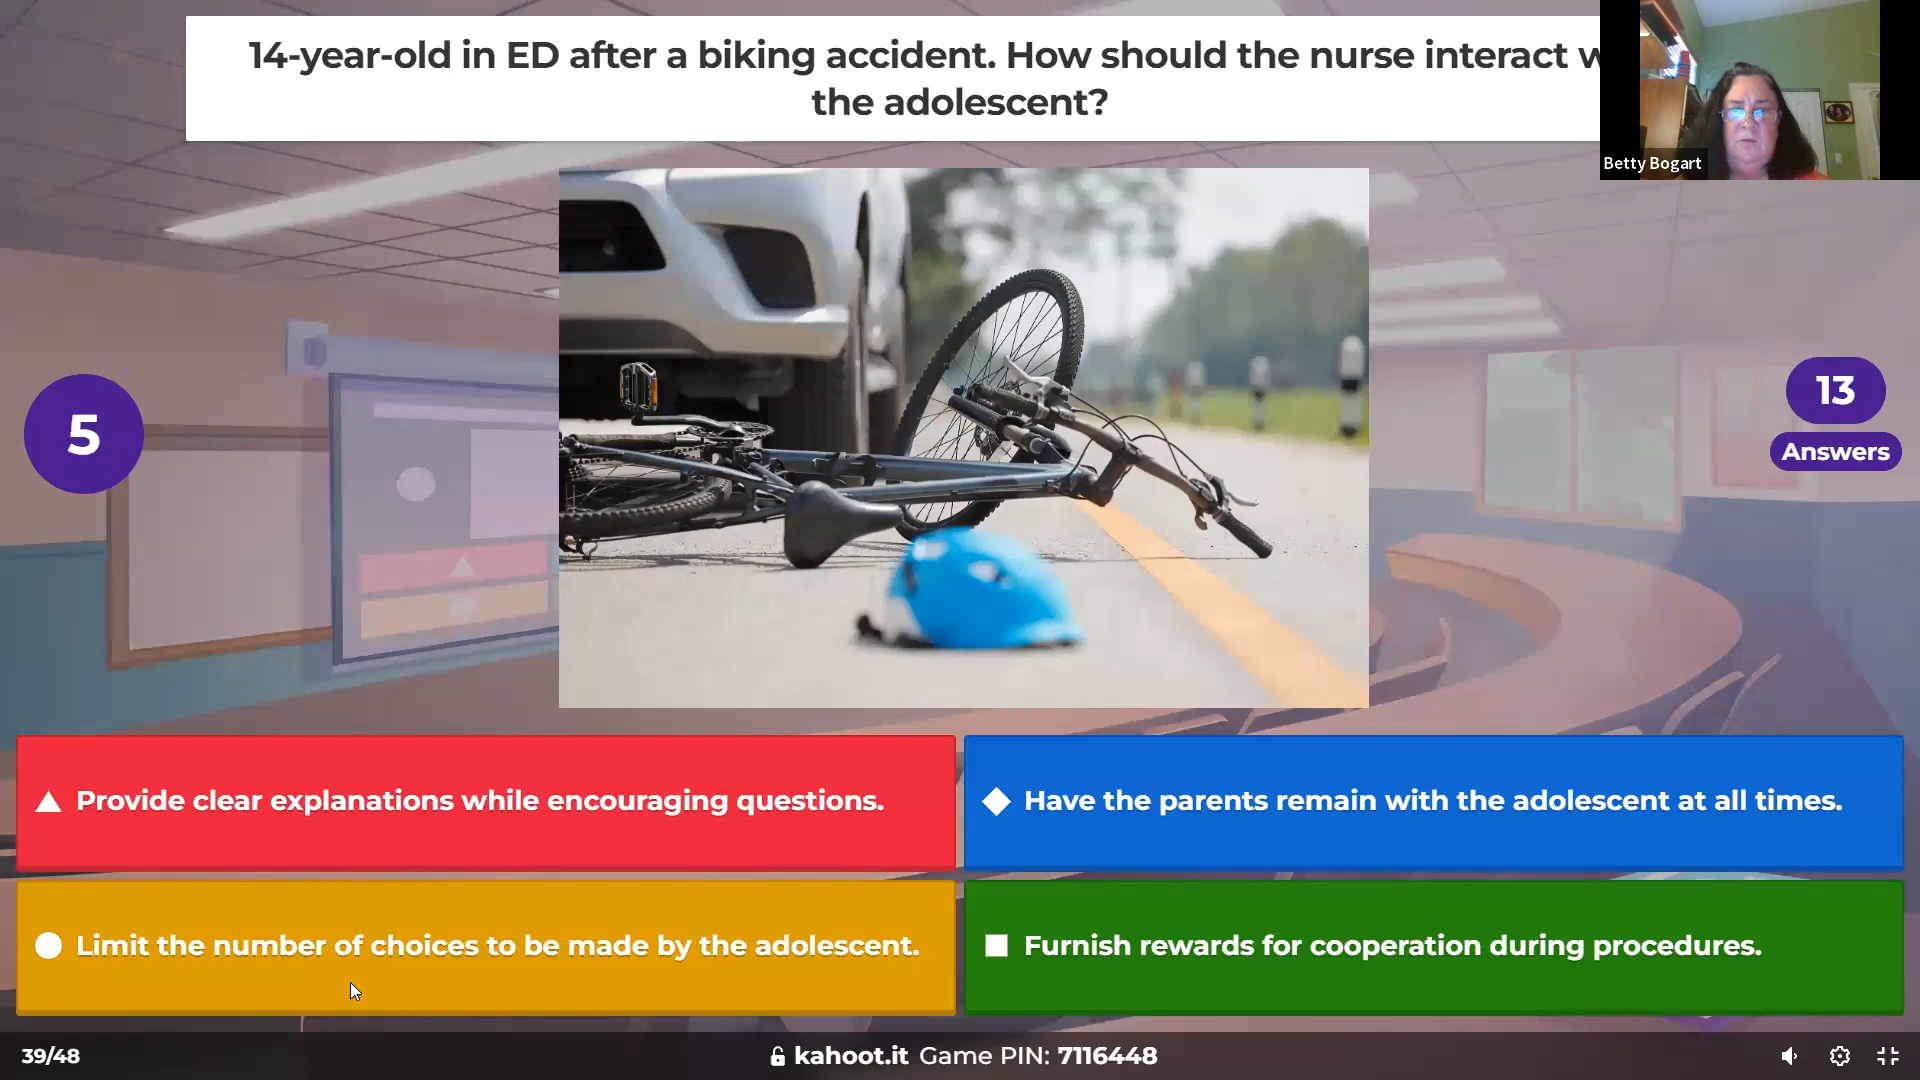 14-year-old in ED after a biking accident. How should the nurse interact
the adolescent?
Betty Bogart
5
13
Answers
Provide clear explanations while encouraging questions.
Have the parents remain with the adolescent at all times.
Limit the number of choices to be made by the adolescent.
Furnish rewards for cooperation during procedures.
39/48
kahoot.it Game PIN: 7116448